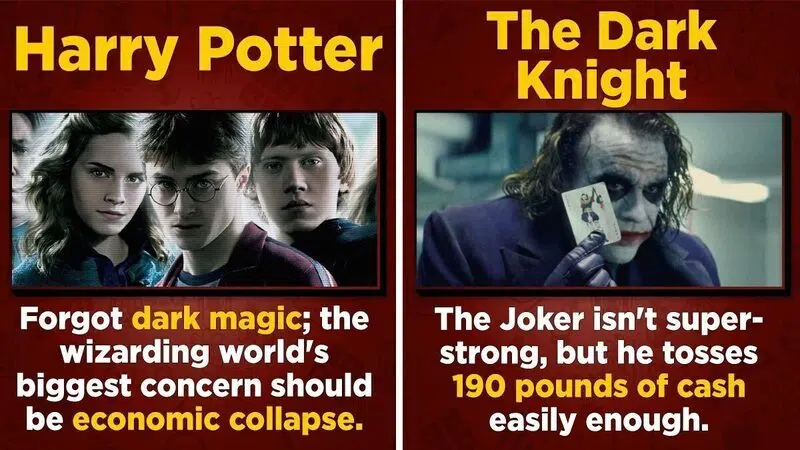 Harry Potter
Forgot dark magic; the
wizarding world's
biggest concern should
be economic collapse.
The Dark
Knight
The Joker isn't super-
strong, but he tosses
190 pounds of cash
easily enough.